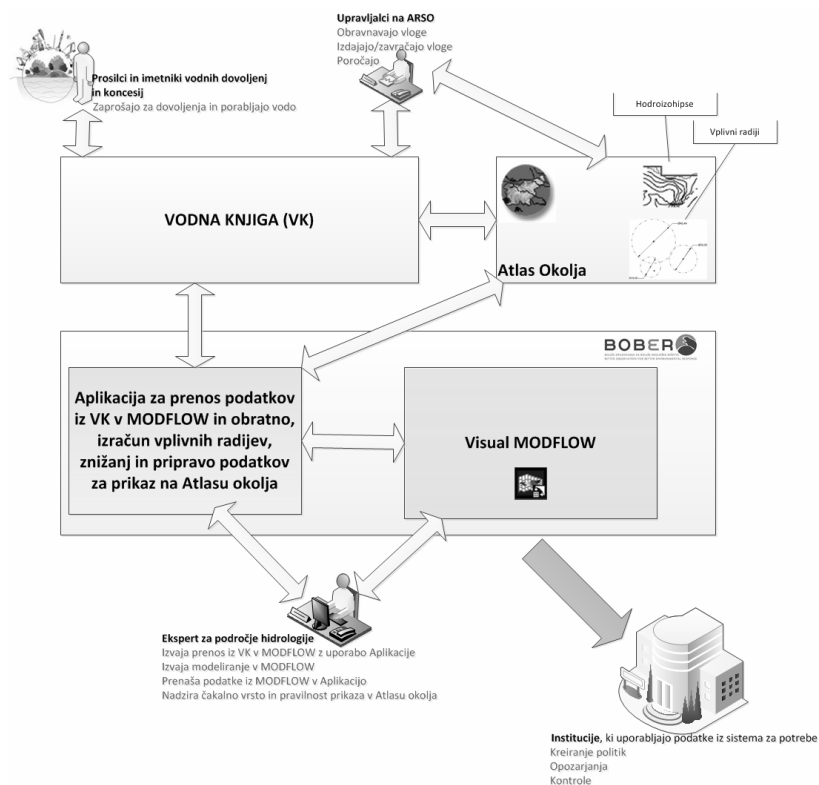 Upravljalci na ARSO
Obravnavajo vloge
Izdajajo/zavračajo vloge
Poročajo
Prosilci in imetniki vodnih dovoljenj
in koncesij
Zaprošajo za dovoljenja in porabljajo vodo
Hodroizohipse
Vplivni radiji
VODNA KNJIGA (VK)
Atlas Okolja
BOBER
Aplikacija za prenos podatkov
iz VK v MODFLOW in obratno,
izračun vplivnih radijev,
znižanj in pripravo podatkov
za prikaz na Atlasu okolja
Visual MODFLOW
Ekspert za področje hidrologije
Izvaja prenos iz VK v MODFLOW z uporabo Aplikacije
Izvaja modeliranje v MODFLOW
Prenaša podatke iz MODFLOW v Aplikacijo
Nadzira čakalno vrsto in pravilnost prikaza v Atlasu okolja
Institucije, ki uporabljajo podatke iz sistema za potrebe
Kreiranje politik
Opozarjanja
Kontrole